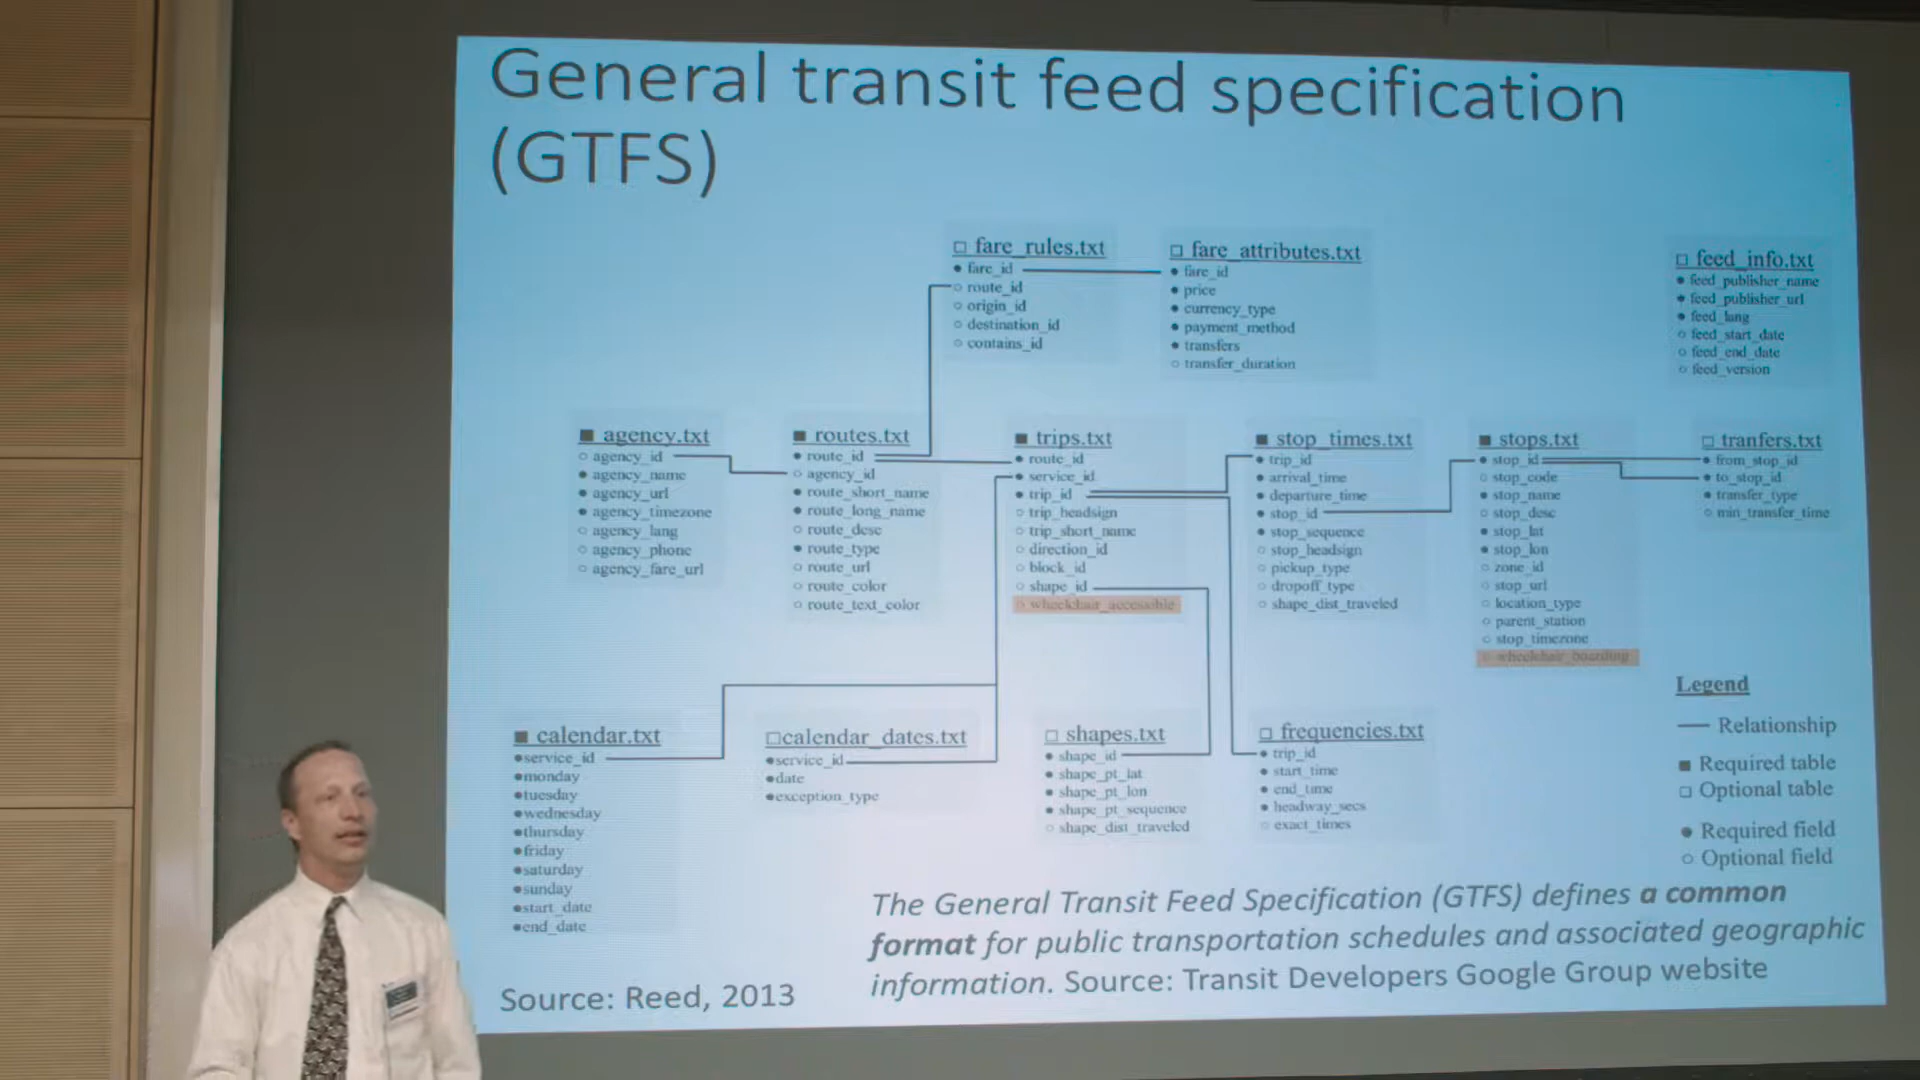 General transit feed specification
(GTFS)
□ fare_rules.txt
● fare_id
○ route_id
○ origin_id
○ destination_id
○ contains_id
□ fare_attributes.txt
● fare_id
● price
● currency_type
● payment_method
● transfers
○ transfer_duration
□ feed_info.txt
● feed_publisher_name
● feed_publisher_url
● feed_lang
○ feed_start_date
○ feed_end_date
○ feed_version
■ agency.txt
○ agency_id
● agency_name
● agency_url
● agency_timezone
○ agency_lang
○ agency_phone
○ agency_fare_url
■ routes.txt
● route_id
○ agency_id
● route_short_name
● route_long_name
○ route_desc
● route_type
○ route_url
○ route_color
○ route_text_color
■ trips.txt
● route_id
● service_id
● trip_id
○ trip_headsign
○ trip_short_name
○ direction_id
○ block_id
○ shape_id
○ wheelchair_accessible
■ stop_times.txt
● trip_id
● arrival_time
● departure_time
● stop_id
● stop_sequence
○ stop_headsign
○ pickup_type
○ dropoff_type
○ shape_dist_traveled
■ stops.txt
● stop_id
○ stop_code
● stop_name
○ stop_desc
● stop_lat
● stop_lon
○ zone_id
○ stop_url
○ location_type
○ parent_station
○ stop_timezone
○ wheelchair_boarding
□ tranfers.txt
● from_stop_id
● to_stop_id
● transfer_type
○ min_transfer_time
■ calendar.txt
●service_id
●monday
●tuesday
●wednesday
●thursday
●friday
●saturday
●sunday
●start_date
●end_date
□calendar_dates.txt
●service_id
●date
●exception_type
□ shapes.txt
● shape_id
● shape_pt_lat
● shape_pt_lon
● shape_pt_sequence
○ shape_dist_traveled
□ frequencies.txt
● trip_id
● start_time
● end_time
● headway_secs
○ exact_times
Legend
Relationship
■ Required table
□ Optional table
● Required field
○ Optional field
The General Transit Feed Specification (GTFS) defines a common
format for public transportation schedules and associated geographic
information. Source: Transit Developers Google Group website
Source: Reed, 2013